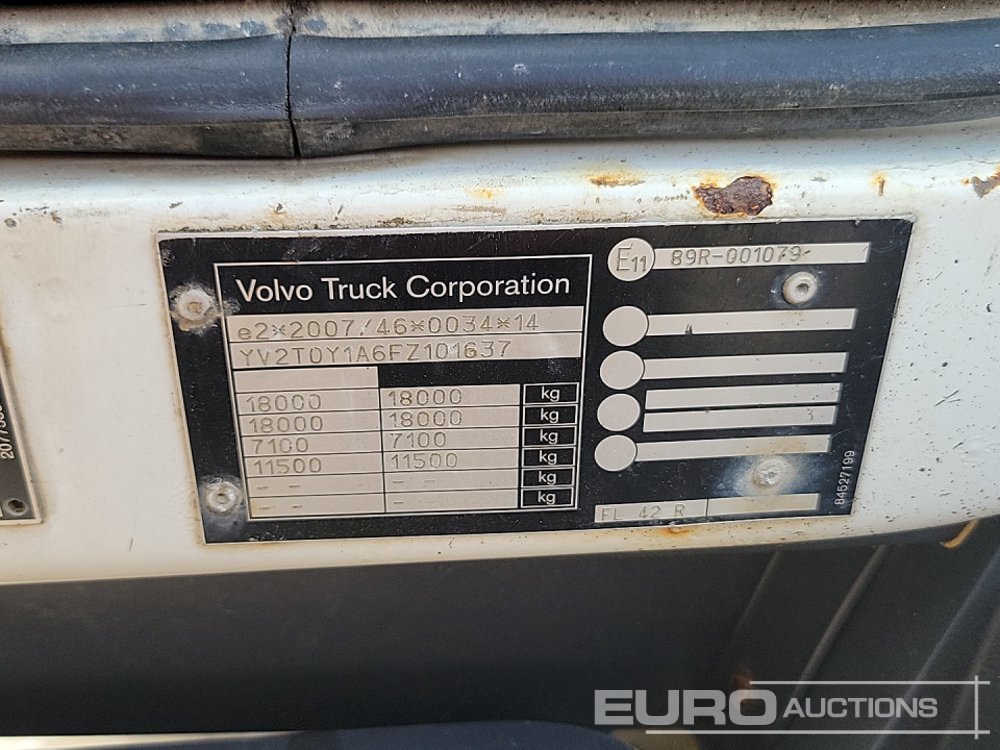 Volvo Truck Corporation
e2*2007/46*0034*14
YV2T0Y1A6FZ101637
18000 18000 kg
18000 18000 kg
7100 7100 kg
11500 11500 kg
- - - - kg
- - - - kg
E11 89R-001079
FL 42 R
84527199
EURO AUCTIONS